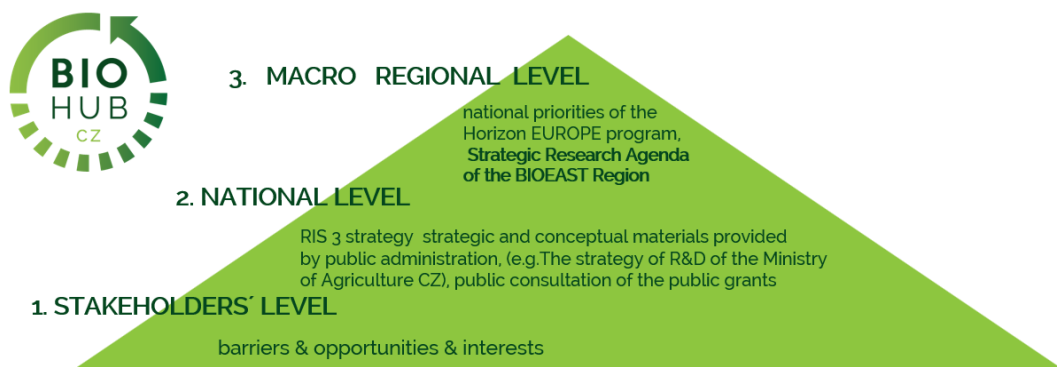 BIO
HUB
CZ
3. MACRO REGIONAL LEVEL
national priorities of the
Horizon EUROPE program,
Strategic Research Agenda
of the BIOEAST Region
2. NATIONAL LEVEL
RIS 3 strategy strategic and conceptual materials provided
by public administration, (e.g.The strategy of R&D of the Ministry
of Agriculture CZ), public consultation of the public grants
1. STAKEHOLDERS´ LEVEL
barriers & opportunities & interests